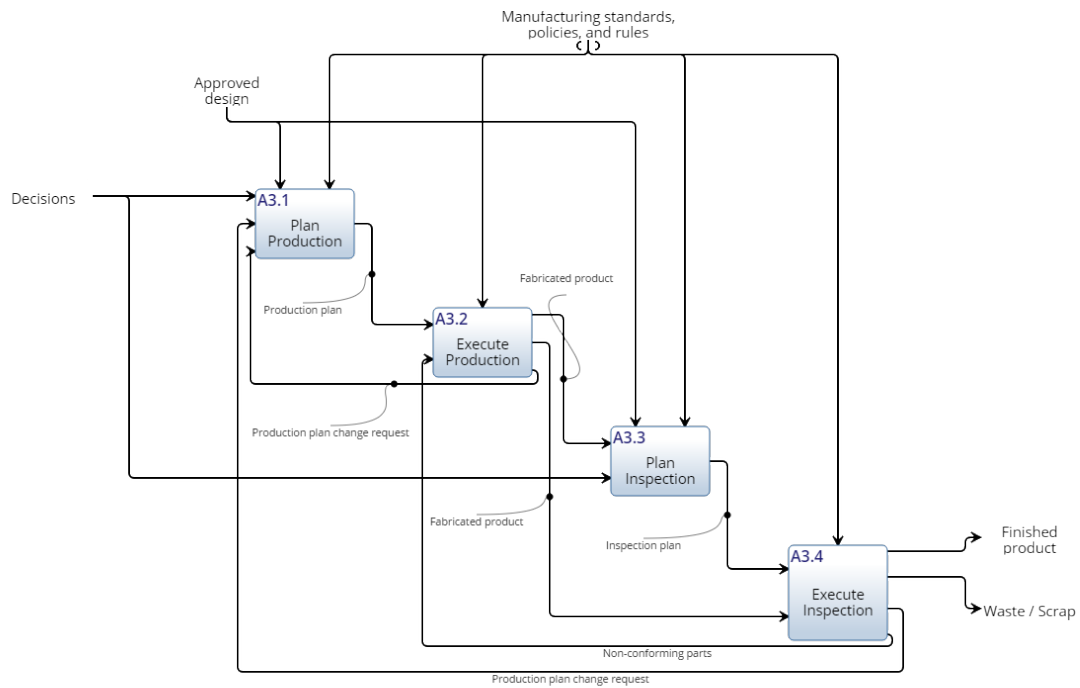 Manufacturing standards,
policies, and rules
Approved
design
Decisions
A3.1
Plan
Production
Production plan
Fabricated product
A3.2
Execute
Production
Production plan change request
A3.3
Plan
Inspection
Fabricated product
Inspection plan
A3.4
Execute
Inspection
Finished
product
Waste / Scrap
Non-conforming parts
Production plan change request